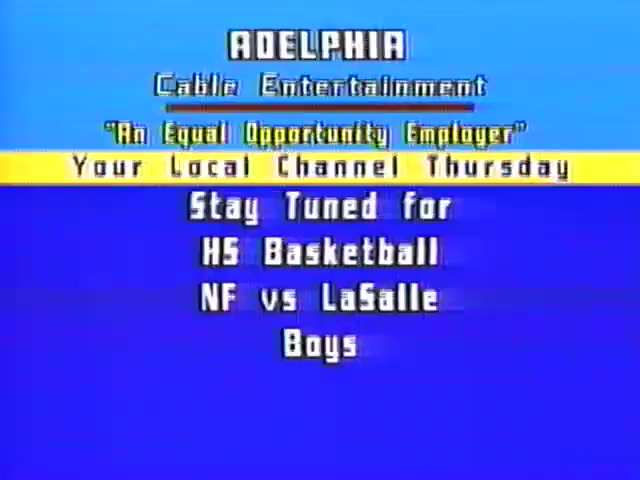 ADELPHIA
Cable Entertainment
"An Equal Opportunity Employer"
Your Local Channel Thursday
Stay Tuned for
HS Basketball
NF vs LaSalle
Boys